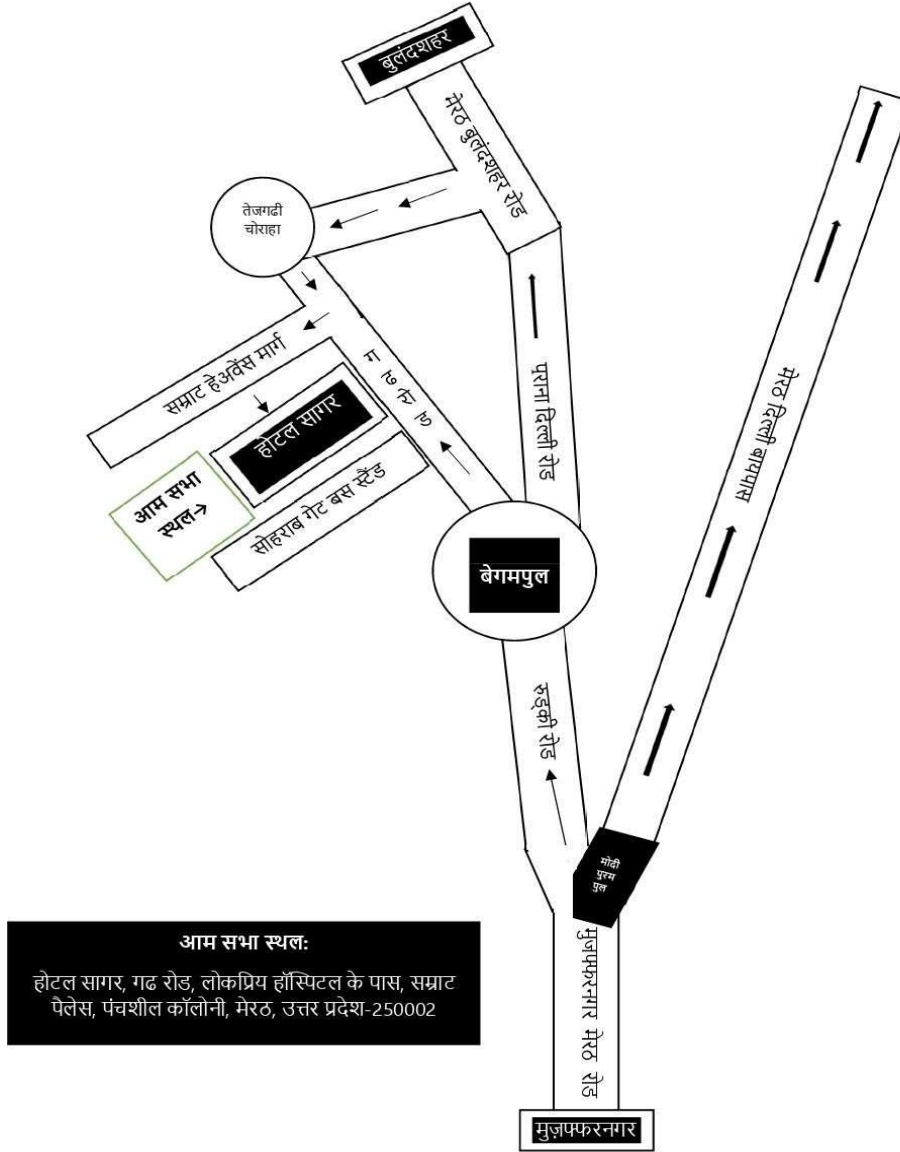 बुलंदशहर
मेरठ बुलंदशहर रोड
तेजगढी
चोराहा
सम्राट हेअवेंस मार्ग
गढ रोड
होटल सागर
पुराना दिल्ली रोड
मेरठ दिल्ली बायपास
आम सभा
स्थल→
सोहराब गेट बस स्टैंड
बेगमपुल
रुड़की रोड
मोदी
पुरम
पुल
आम सभा स्थल:
होटल सागर, गढ रोड, लोकप्रिय हॉस्पिटल के पास, सम्राट
पैलेस, पंचशील कॉलोनी, मेरठ, उत्तर प्रदेश-250002
मुजफ्फरनगर मेरठ रोड
मुज़फ्फरनगर